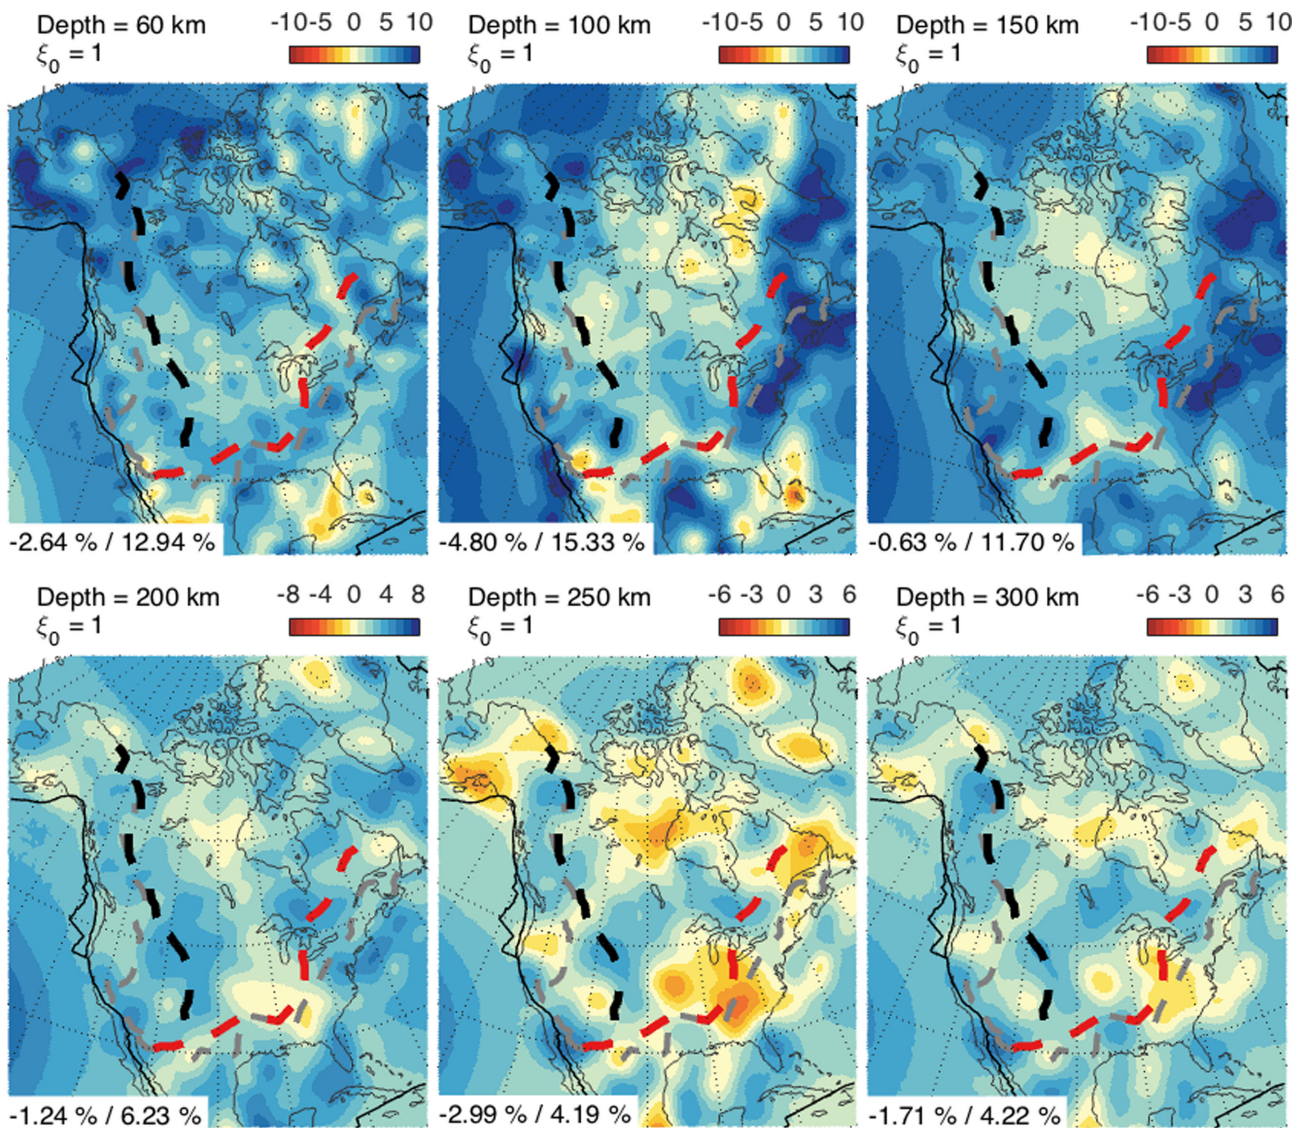 Depth = 60 km
-10 -5 0 5 10
ξ0 = 1
-2.64 % / 12.94 %
Depth = 100 km
-10 -5 0 5 10
ξ0 = 1
-4.80 % / 15.33 %
Depth = 150 km
-10 -5 0 5 10
ξ0 = 1
-0.63 % / 11.70 %
Depth = 200 km
-8 -4 0 4 8
ξ0 = 1
-1.24 % / 6.23 %
Depth = 250 km
-6 -3 0 3 6
ξ0 = 1
-2.99 % / 4.19 %
Depth = 300 km
-6 -3 0 3 6
ξ0 = 1
-1.71 % / 4.22 %